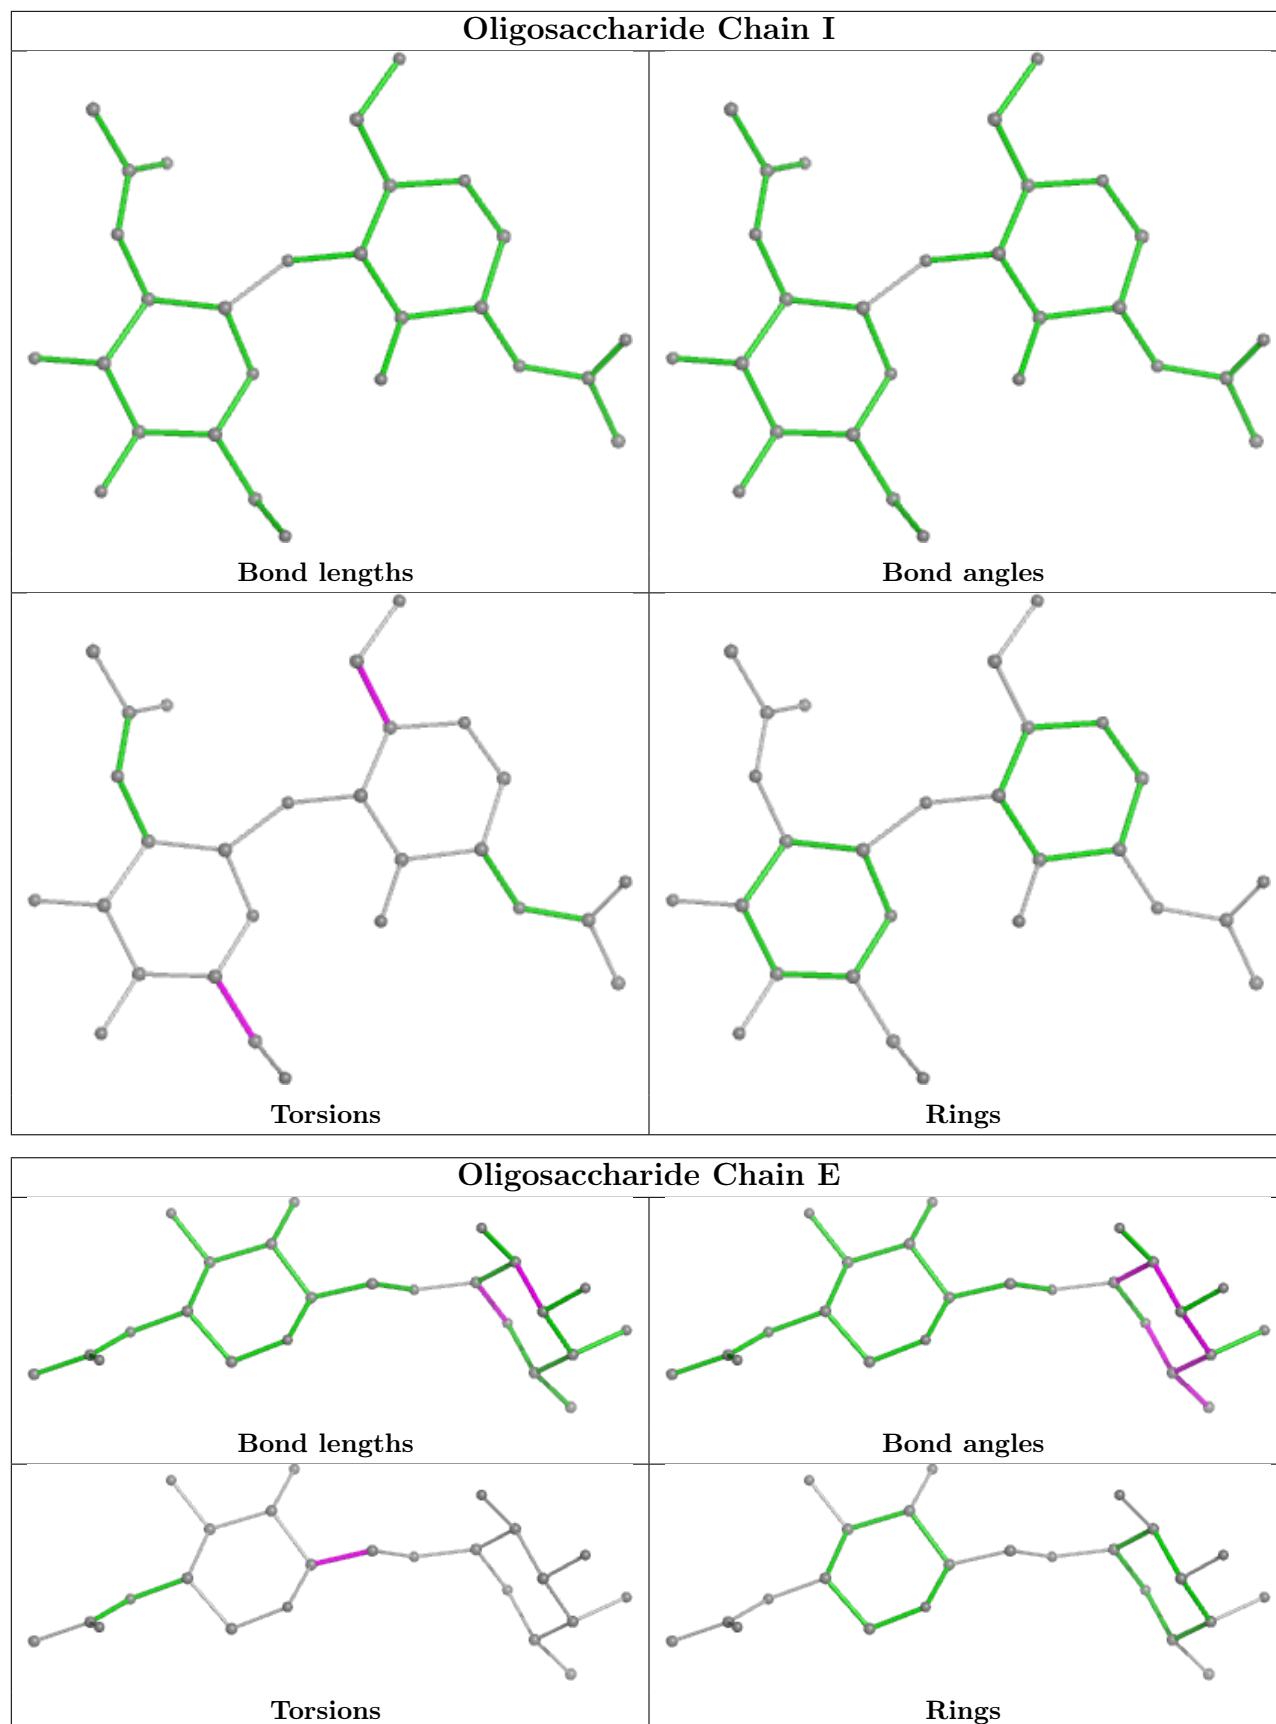 Oligosaccharide Chain I
Bond lengths
Bond angles
Torsions
Rings
Oligosaccharide Chain E
Bond lengths
Bond angles
Torsions
Rings